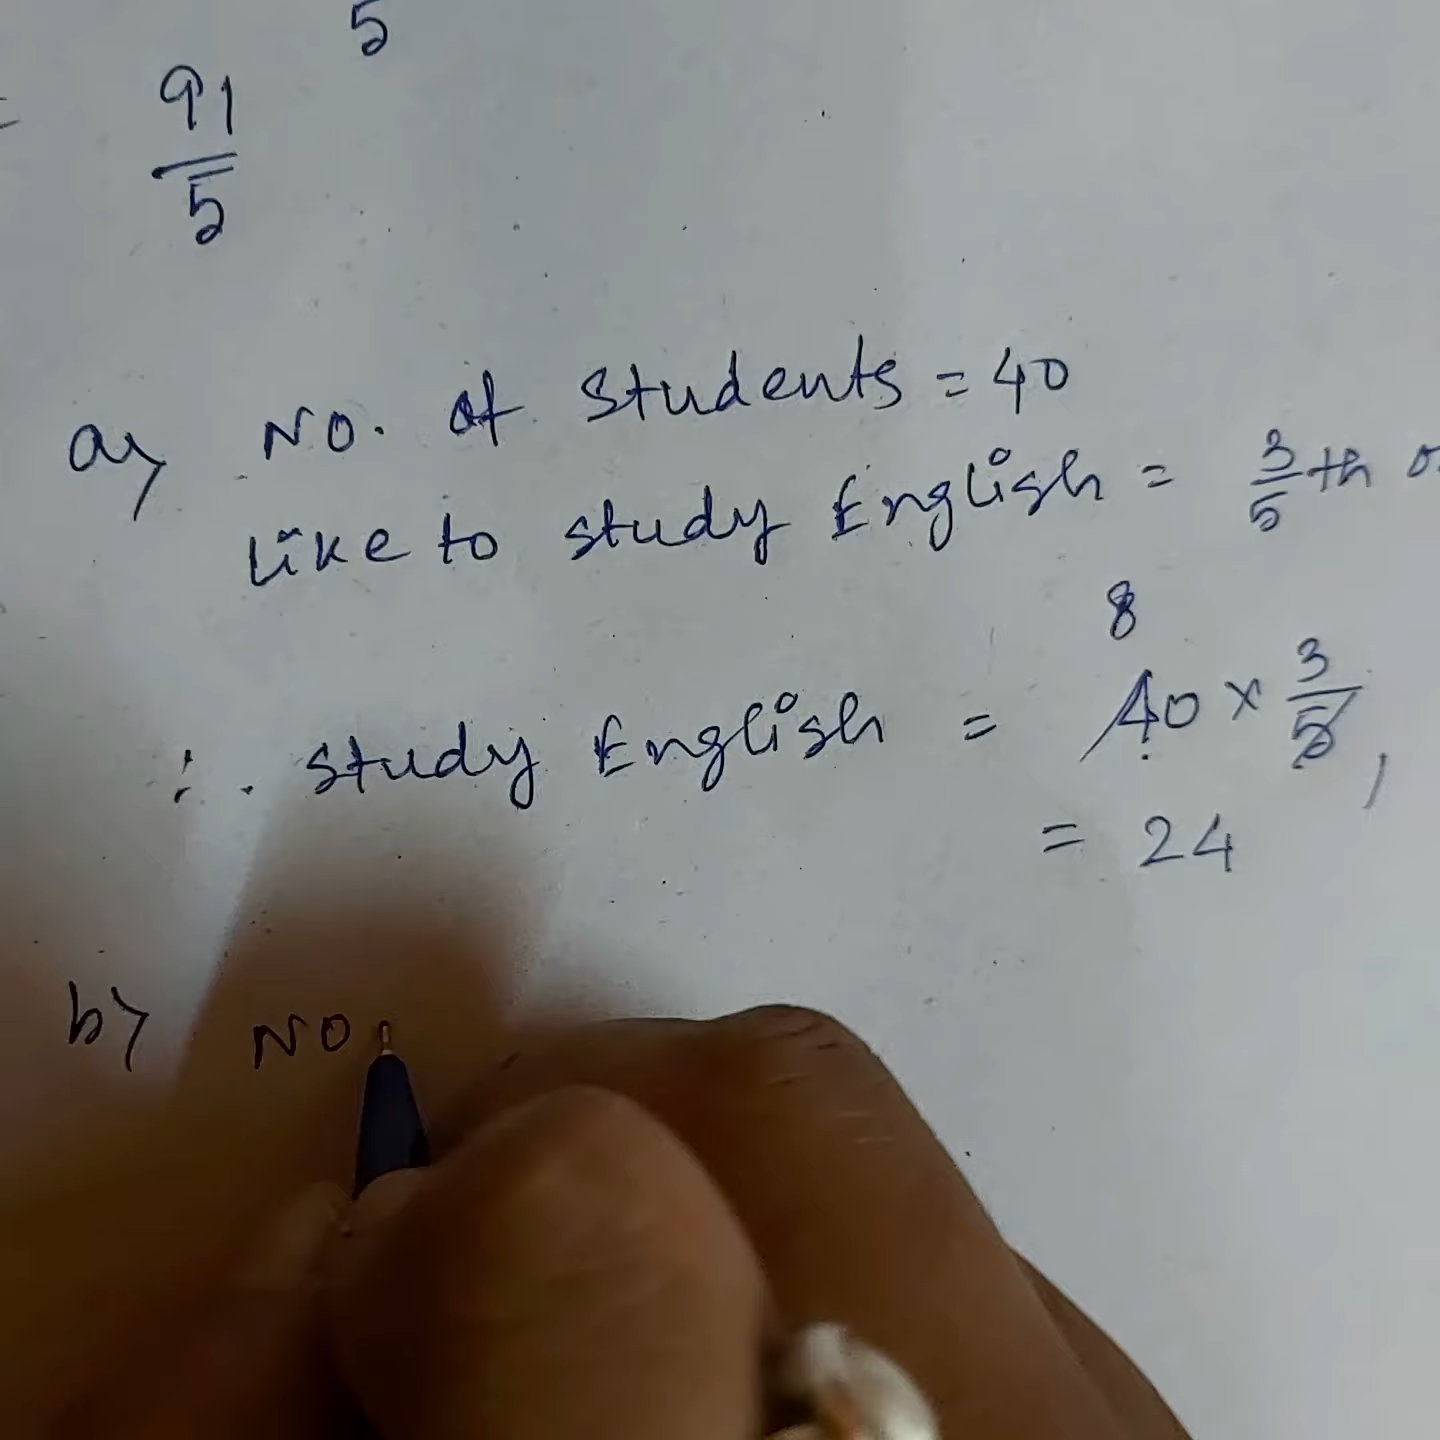 5
= 91/5
a) No. of Students = 40
Like to study English = 3/5 th
8
∴ study English = 40 × 3/5,
= 24
b) No